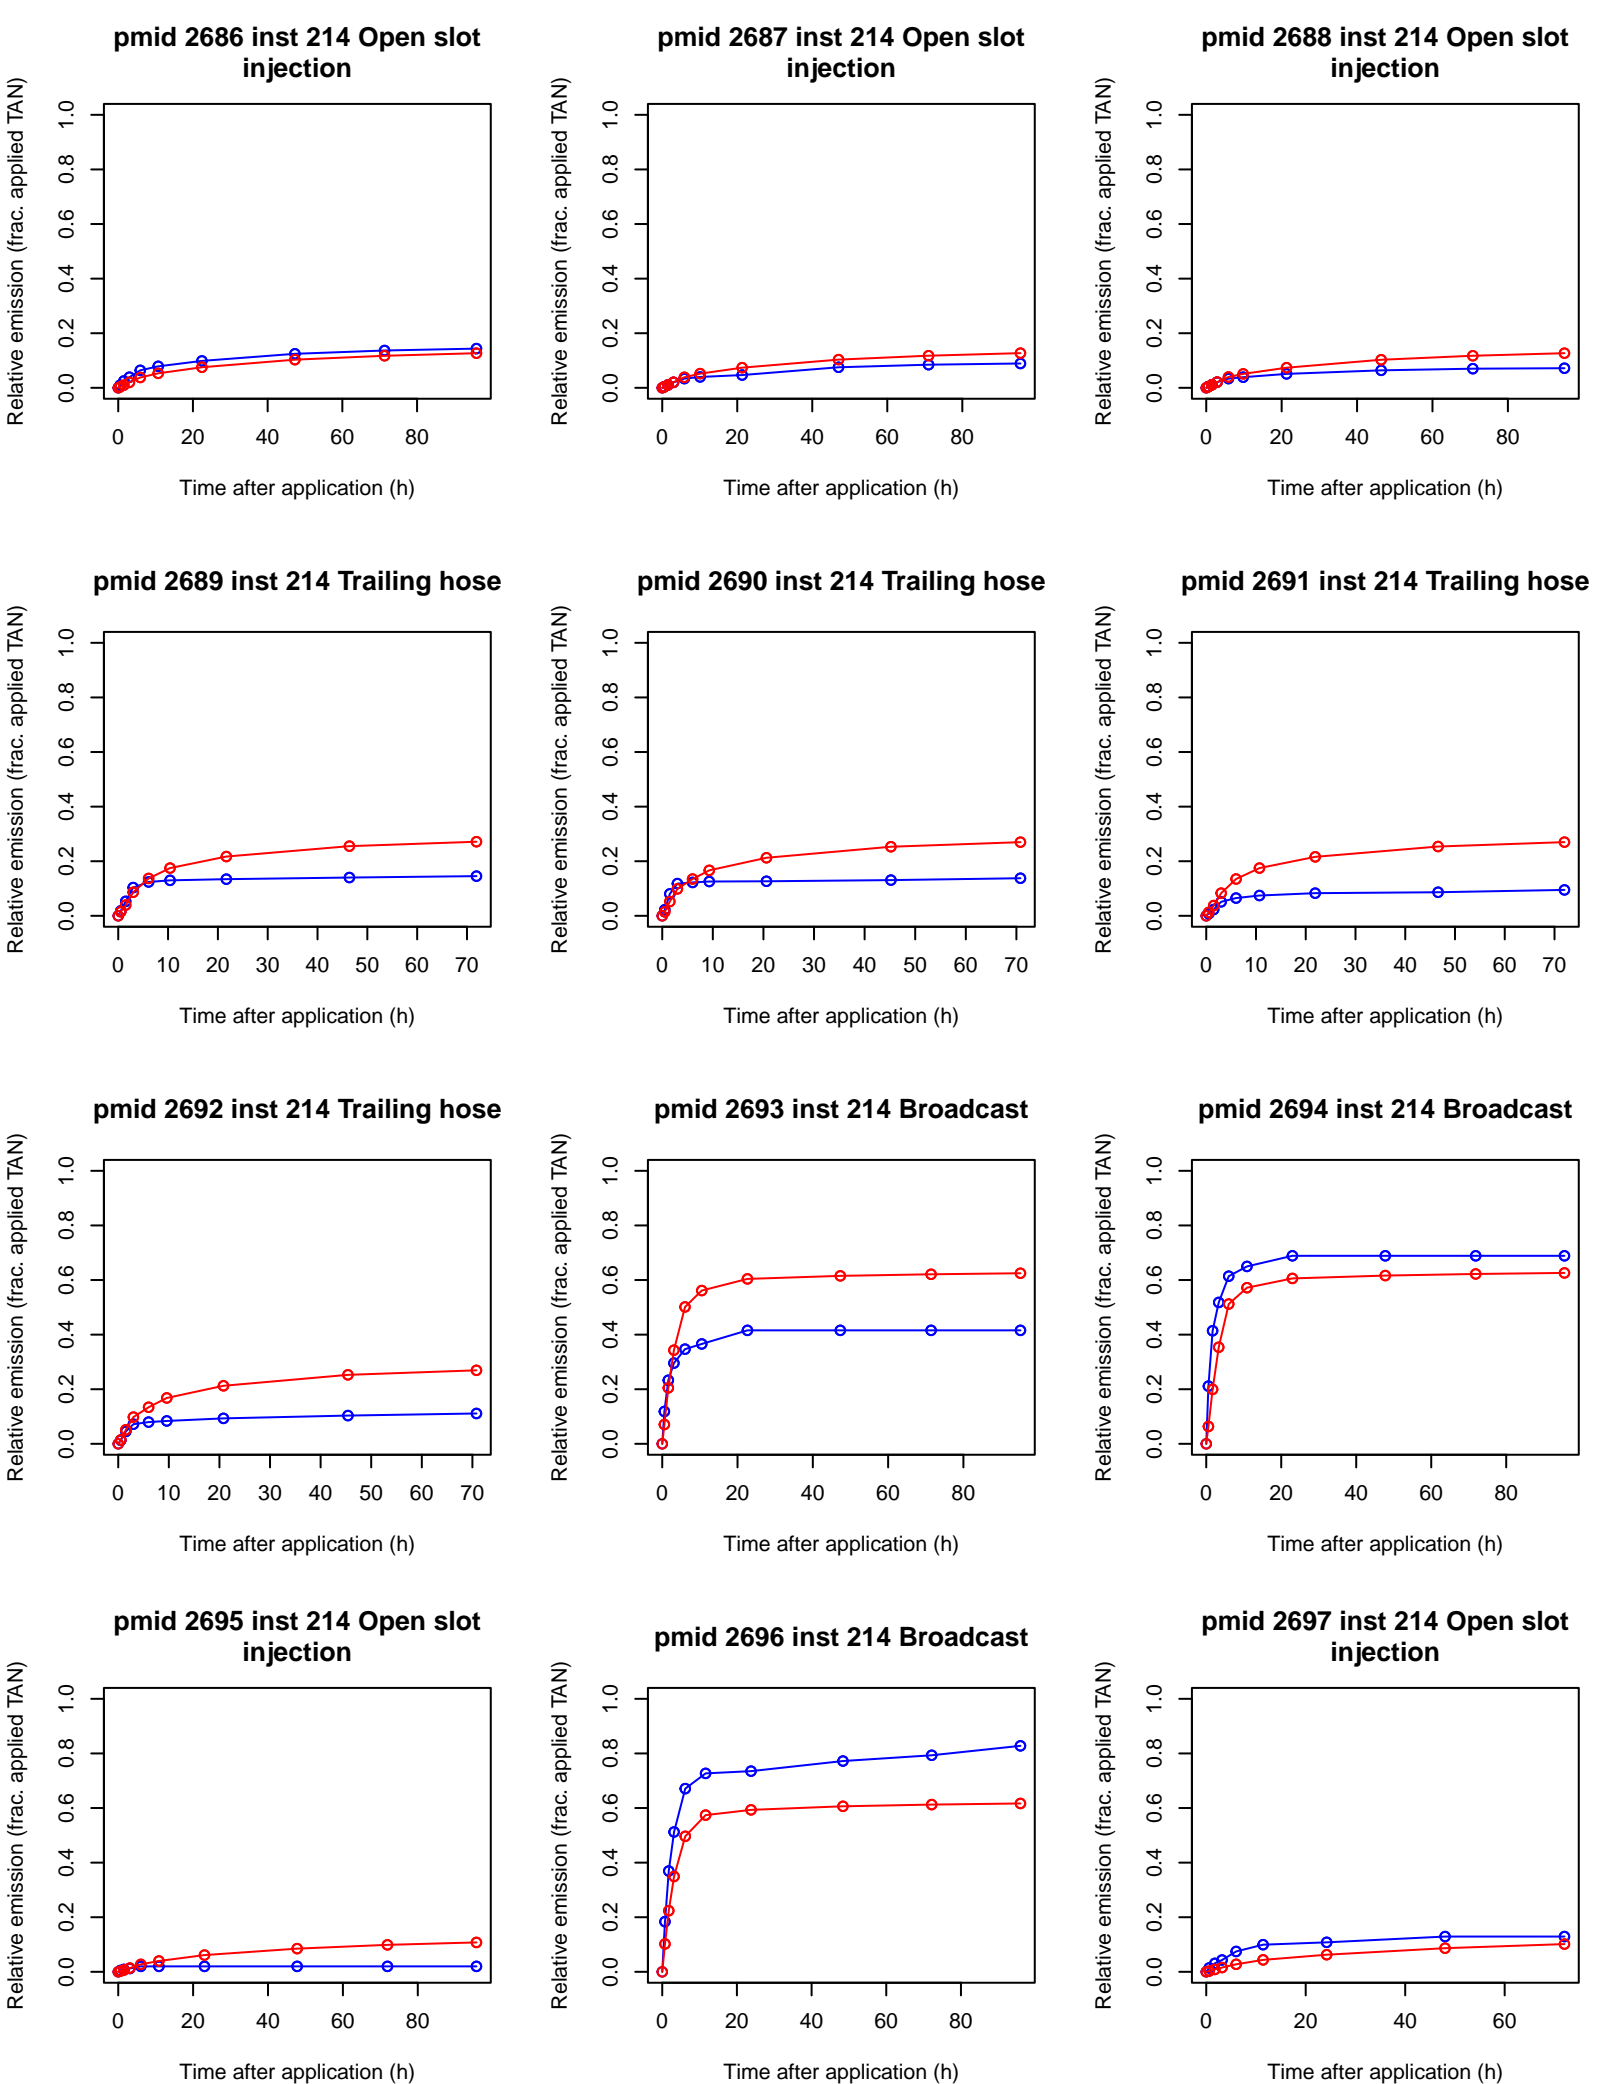 pmid 2686 inst 214 Open slot
injection
Relative emission (frac. applied TAN)
1.0
0.8
0.6
0.4
0.2
0.0
0 20 40 60 80
Time after application (h)
pmid 2687 inst 214 Open slot
injection
Relative emission (frac. applied TAN)
1.0
0.8
0.6
0.4
0.2
0.0
0 20 40 60 80
Time after application (h)
pmid 2688 inst 214 Open slot
injection
Relative emission (frac. applied TAN)
1.0
0.8
0.6
0.4
0.2
0.0
0 20 40 60 80
Time after application (h)
pmid 2689 inst 214 Trailing hose
Relative emission (frac. applied TAN)
1.0
0.8
0.6
0.4
0.2
0.0
0 10 20 30 40 50 60 70
Time after application (h)
pmid 2690 inst 214 Trailing hose
Relative emission (frac. applied TAN)
1.0
0.8
0.6
0.4
0.2
0.0
0 10 20 30 40 50 60 70
Time after application (h)
pmid 2691 inst 214 Trailing hose
Relative emission (frac. applied TAN)
1.0
0.8
0.6
0.4
0.2
0.0
0 10 20 30 40 50 60 70
Time after application (h)
pmid 2692 inst 214 Trailing hose
Relative emission (frac. applied TAN)
1.0
0.8
0.6
0.4
0.2
0.0
0 10 20 30 40 50 60 70
Time after application (h)
pmid 2693 inst 214 Broadcast
Relative emission (frac. applied TAN)
1.0
0.8
0.6
0.4
0.2
0.0
0 20 40 60 80
Time after application (h)
pmid 2694 inst 214 Broadcast
Relative emission (frac. applied TAN)
1.0
0.8
0.6
0.4
0.2
0.0
0 20 40 60 80
Time after application (h)
pmid 2695 inst 214 Open slot
injection
Relative emission (frac. applied TAN)
1.0
0.8
0.6
0.4
0.2
0.0
0 20 40 60 80
Time after application (h)
pmid 2696 inst 214 Broadcast
Relative emission (frac. applied TAN)
1.0
0.8
0.6
0.4
0.2
0.0
0 20 40 60 80
Time after application (h)
pmid 2697 inst 214 Open slot
injection
Relative emission (frac. applied TAN)
1.0
0.8
0.6
0.4
0.2
0.0
0 20 40 60
Time after application (h)